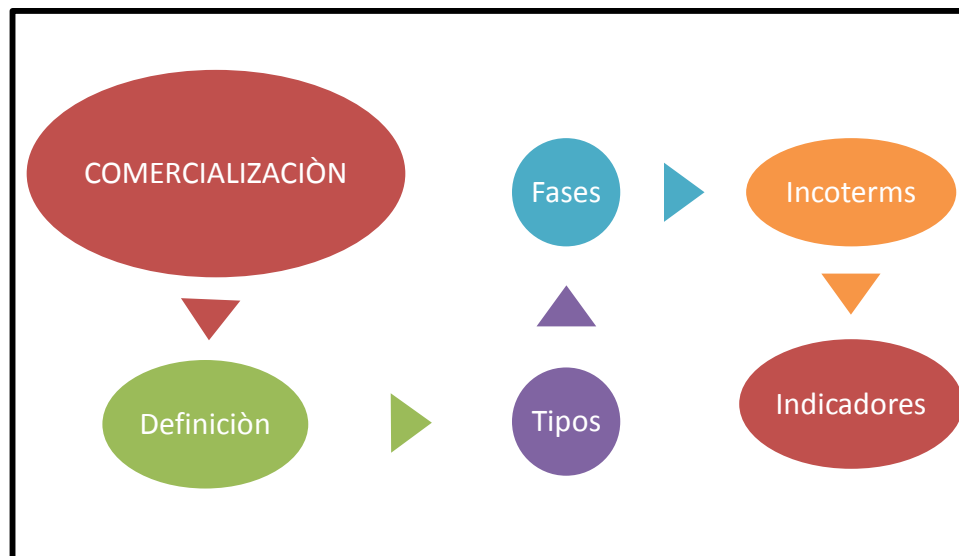 COMERCIALIZACIÒN
Definiciòn
Tipos
Fases
Incoterms
Indicadores